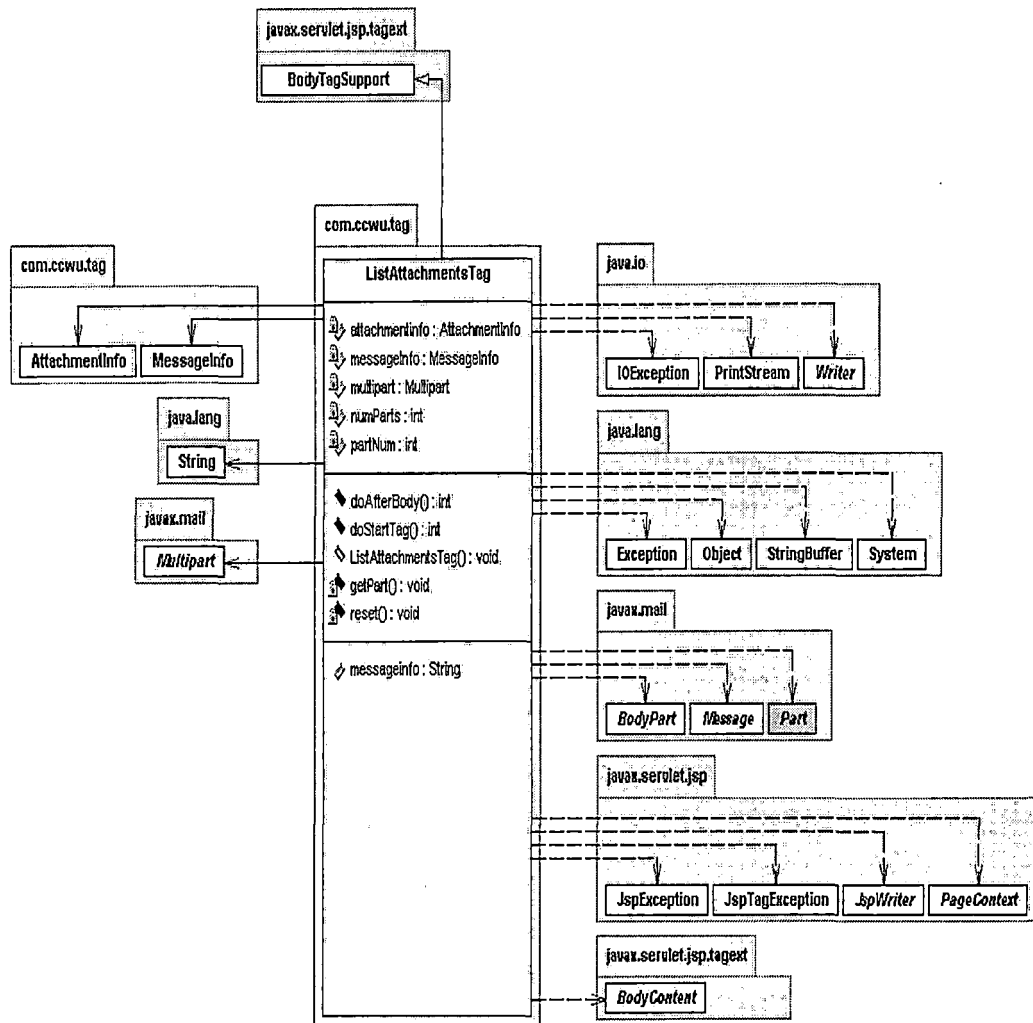 javax.servlet.jsp.tagext
BodyTagSupport
com.ccwu.tag
ListAttachmentsTag
com.ccwu.tag
AttachmentInfo
MessageInfo
java.lang
String
javax.mail
Multipart
attachmentInfo : AttachmentInfo
messageInfo : MessageInfo
multipart : Multipart
numParts : int
partNum : int
doAfterBody() : int
doStartTag() : int
ListAttachmentsTag() : void
getPart() : void
reset() : void
messageinfo : String
java.io
IOException
PrintStream
Writer
java.lang
Exception
Object
StringBuffer
System
javax.mail
BodyPart
Message
Part
javax.servlet.jsp
JspException
JspTagException
JspWriter
PageContext
javax.servlet.jsp.tagext
BodyContent